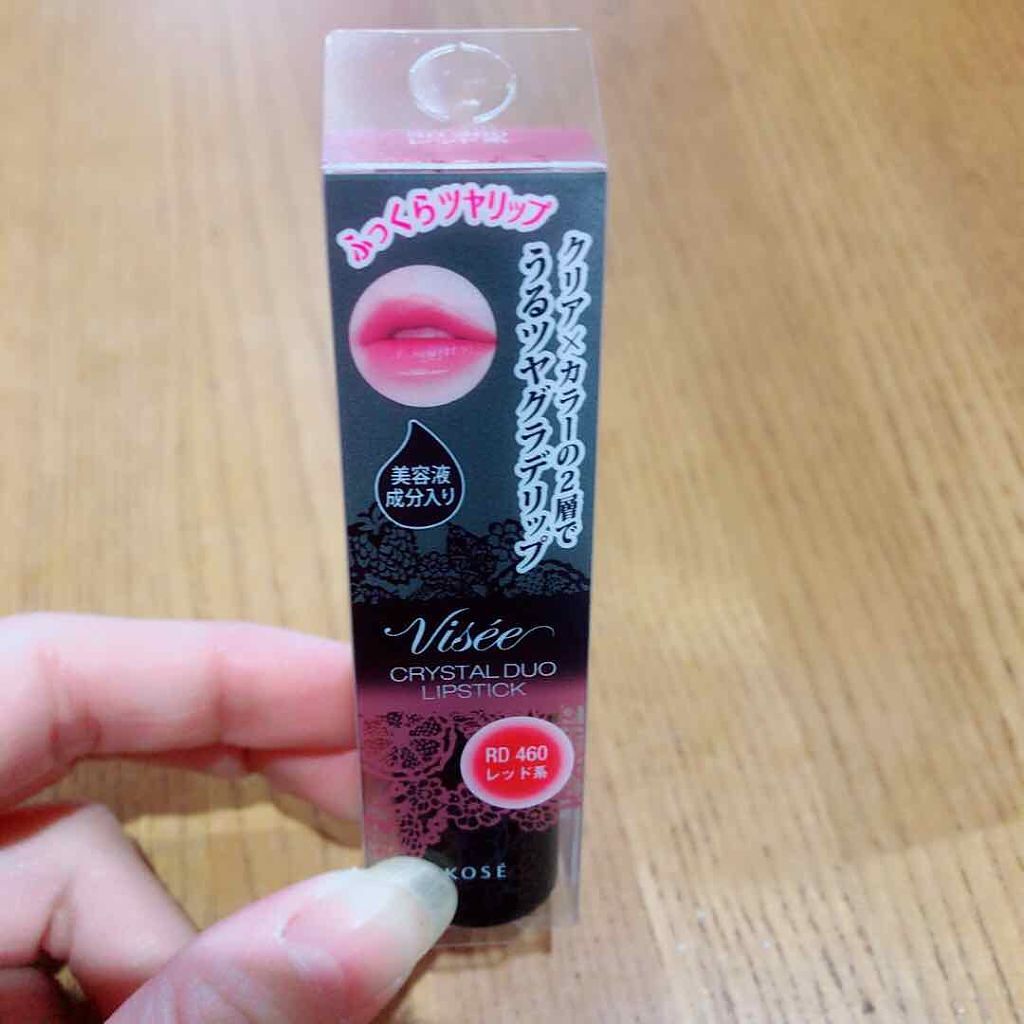 ふっくらツヤリップ
クリア×カラーの2層で
うるツヤグラデリップ
美容液
成分入り
Visée
CRYSTAL DUO
LIPSTICK
RD 460
レッド系
KOSÉ